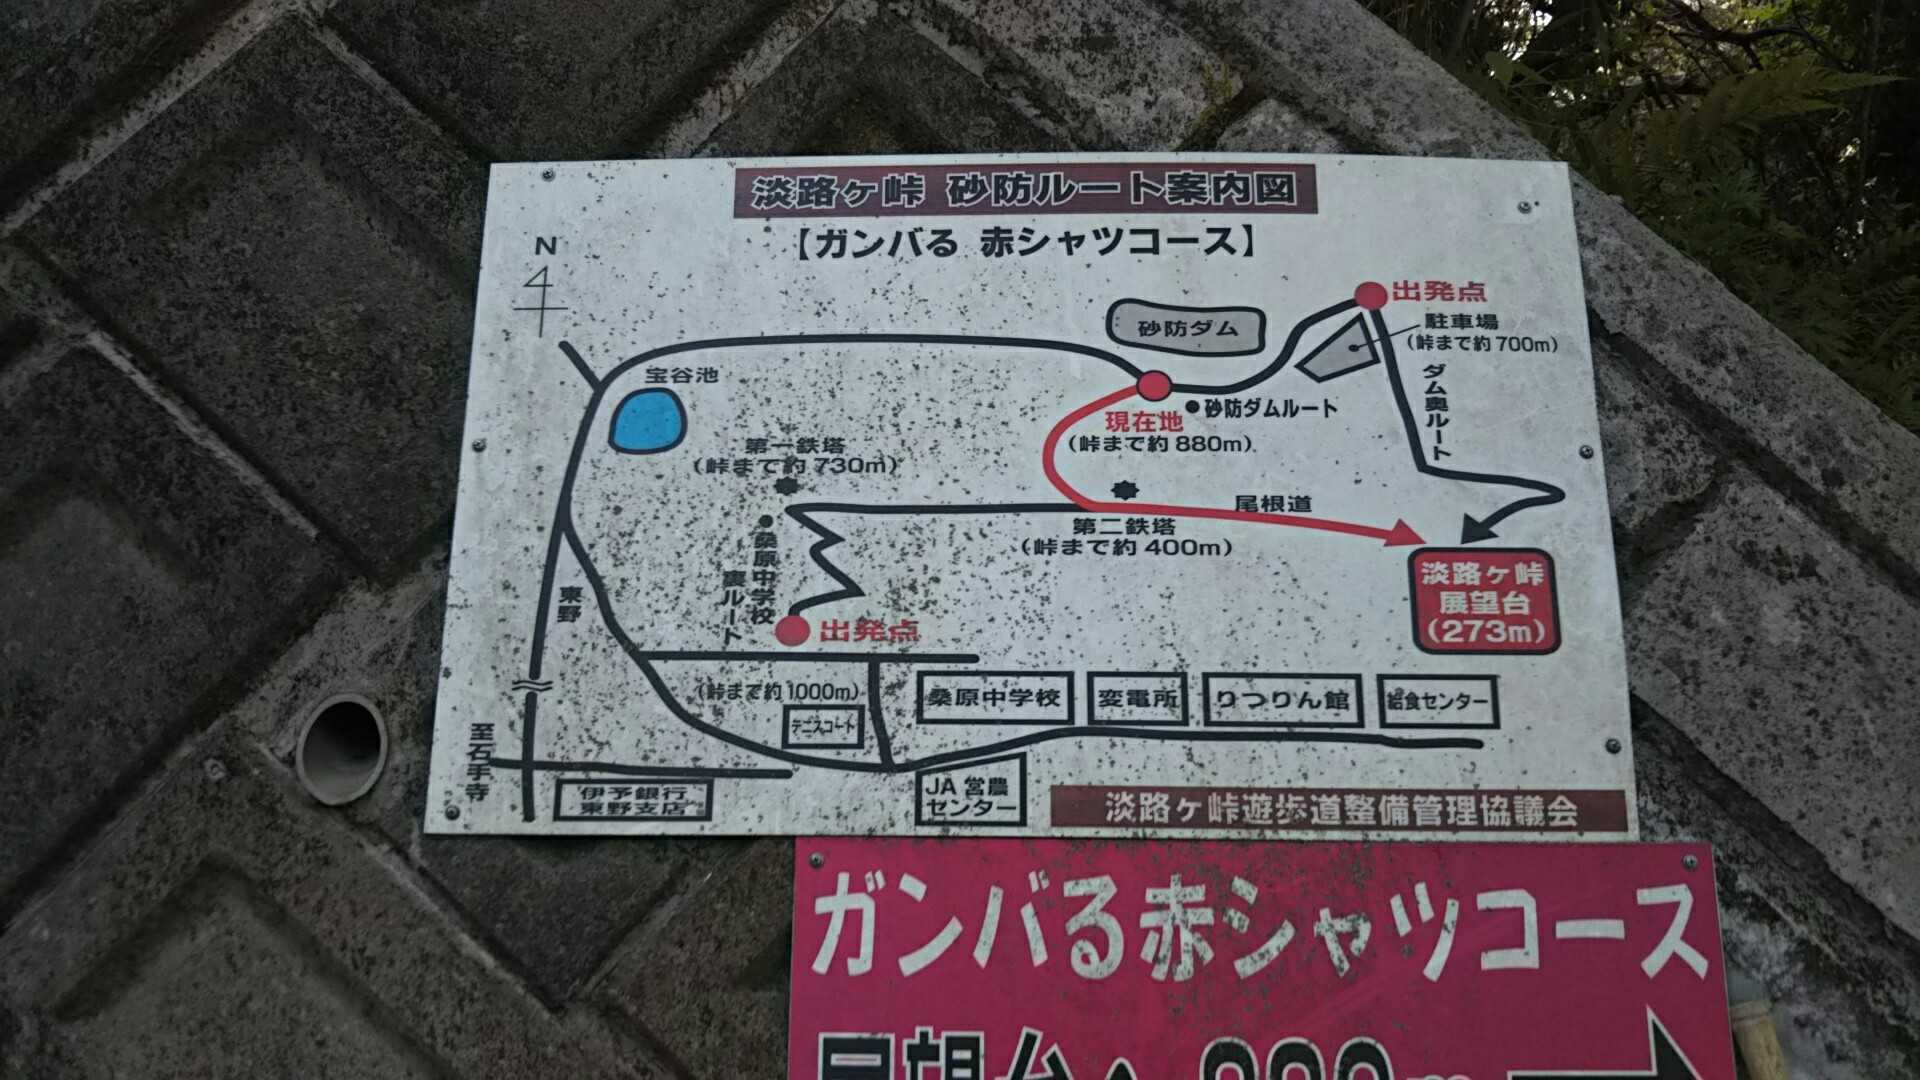 淡路ヶ峠 砂防ルート案内図
【ガンバる 赤シャツコース】
N
出発点
砂防ダム
駐車場
(峠まで約700m)
宝谷池
ダム奥ルート
現在地
砂防ダムルート
(峠まで約880m)
第一鉄塔
(峠まで約730m)
尾根道
第二鉄塔
(峠まで約400m)
桑原中学校
裏ルート
淡路ヶ峠
展望台
(273m)
東野
出発点
(峠まで約1000m)
テニスコート
桑原中学校
変電所
りつりん館
給食センター
至石手寺
伊予銀行
東野支店
JA 営農
センター
淡路ヶ峠遊歩道整備管理協議会
ガンバる赤シャツコース
展望台へ